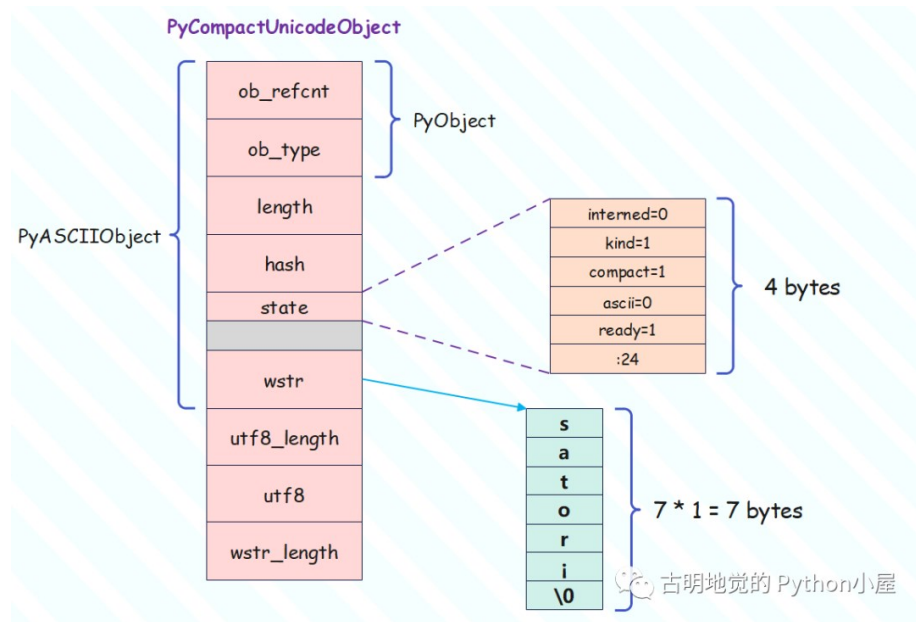 PyCompactUnicodeObject
ob_refcnt
ob_type
PyObject
length
hash
PyASCIIObject
state
wstr
utf8_length
utf8
wstr_length
interned=0
kind=1
compact=1
ascii=0
ready=1
:24
4 bytes
s
a
t
o
r
i
\0
7 * 1 = 7 bytes
古明地觉的 Python小屋